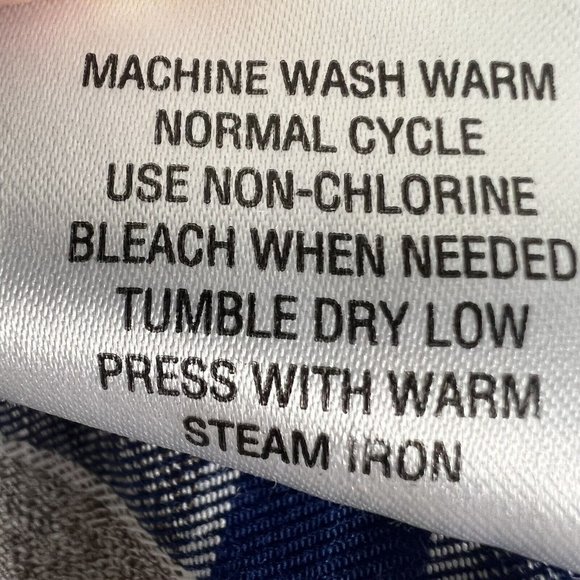 MACHINE WASH WARM
NORMAL CYCLE
USE NON-CHLORINE
BLEACH WHEN NEEDED
TUMBLE DRY LOW
PRESS WITH WARM
STEAM IRON